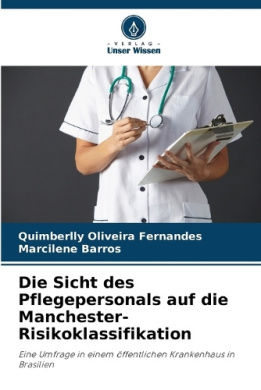 VERLAG
Unser Wissen
Quimberlly Oliveira Fernandes
Marcilene Barros
Die Sicht des
Pflegepersonals auf die
Manchester-
Risikoklassifikation
Eine Umfrage in einem öffentlichen Krankenhaus in
Brasilien